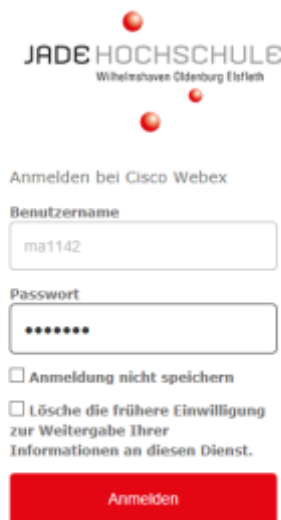 JADE HOCHSCHULE
Wilhelmshaven Oldenburg Elsfleth
Anmelden bei Cisco Webex
Benutzername
ma1142
Passwort
•••••••
Anmeldung nicht speichern
Lösche die frühere Einwilligung
zur Weitergabe Ihrer
Informationen an diesen Dienst.
Anmelden